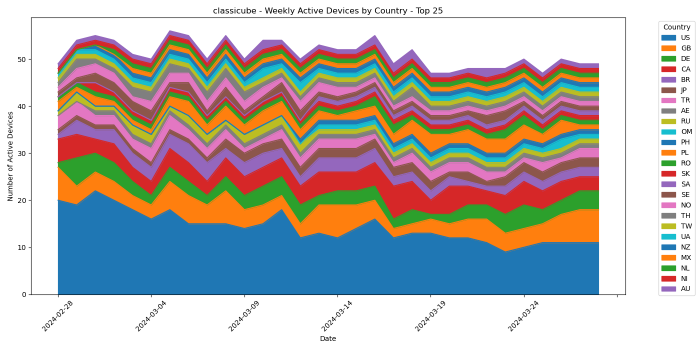 classicube - Weekly Active Devices by Country - Top 25
Number of Active Devices
50
40
30
20
10
0
2024-02-28
2024-03-04
2024-03-09
2024-03-14
2024-03-19
2024-03-24
Date
Country
US
GB
DE
CA
BR
JP
TR
AE
RU
OM
PH
PL
RO
SK
SA
SE
NO
TH
TW
UA
NZ
MX
NL
NI
AU